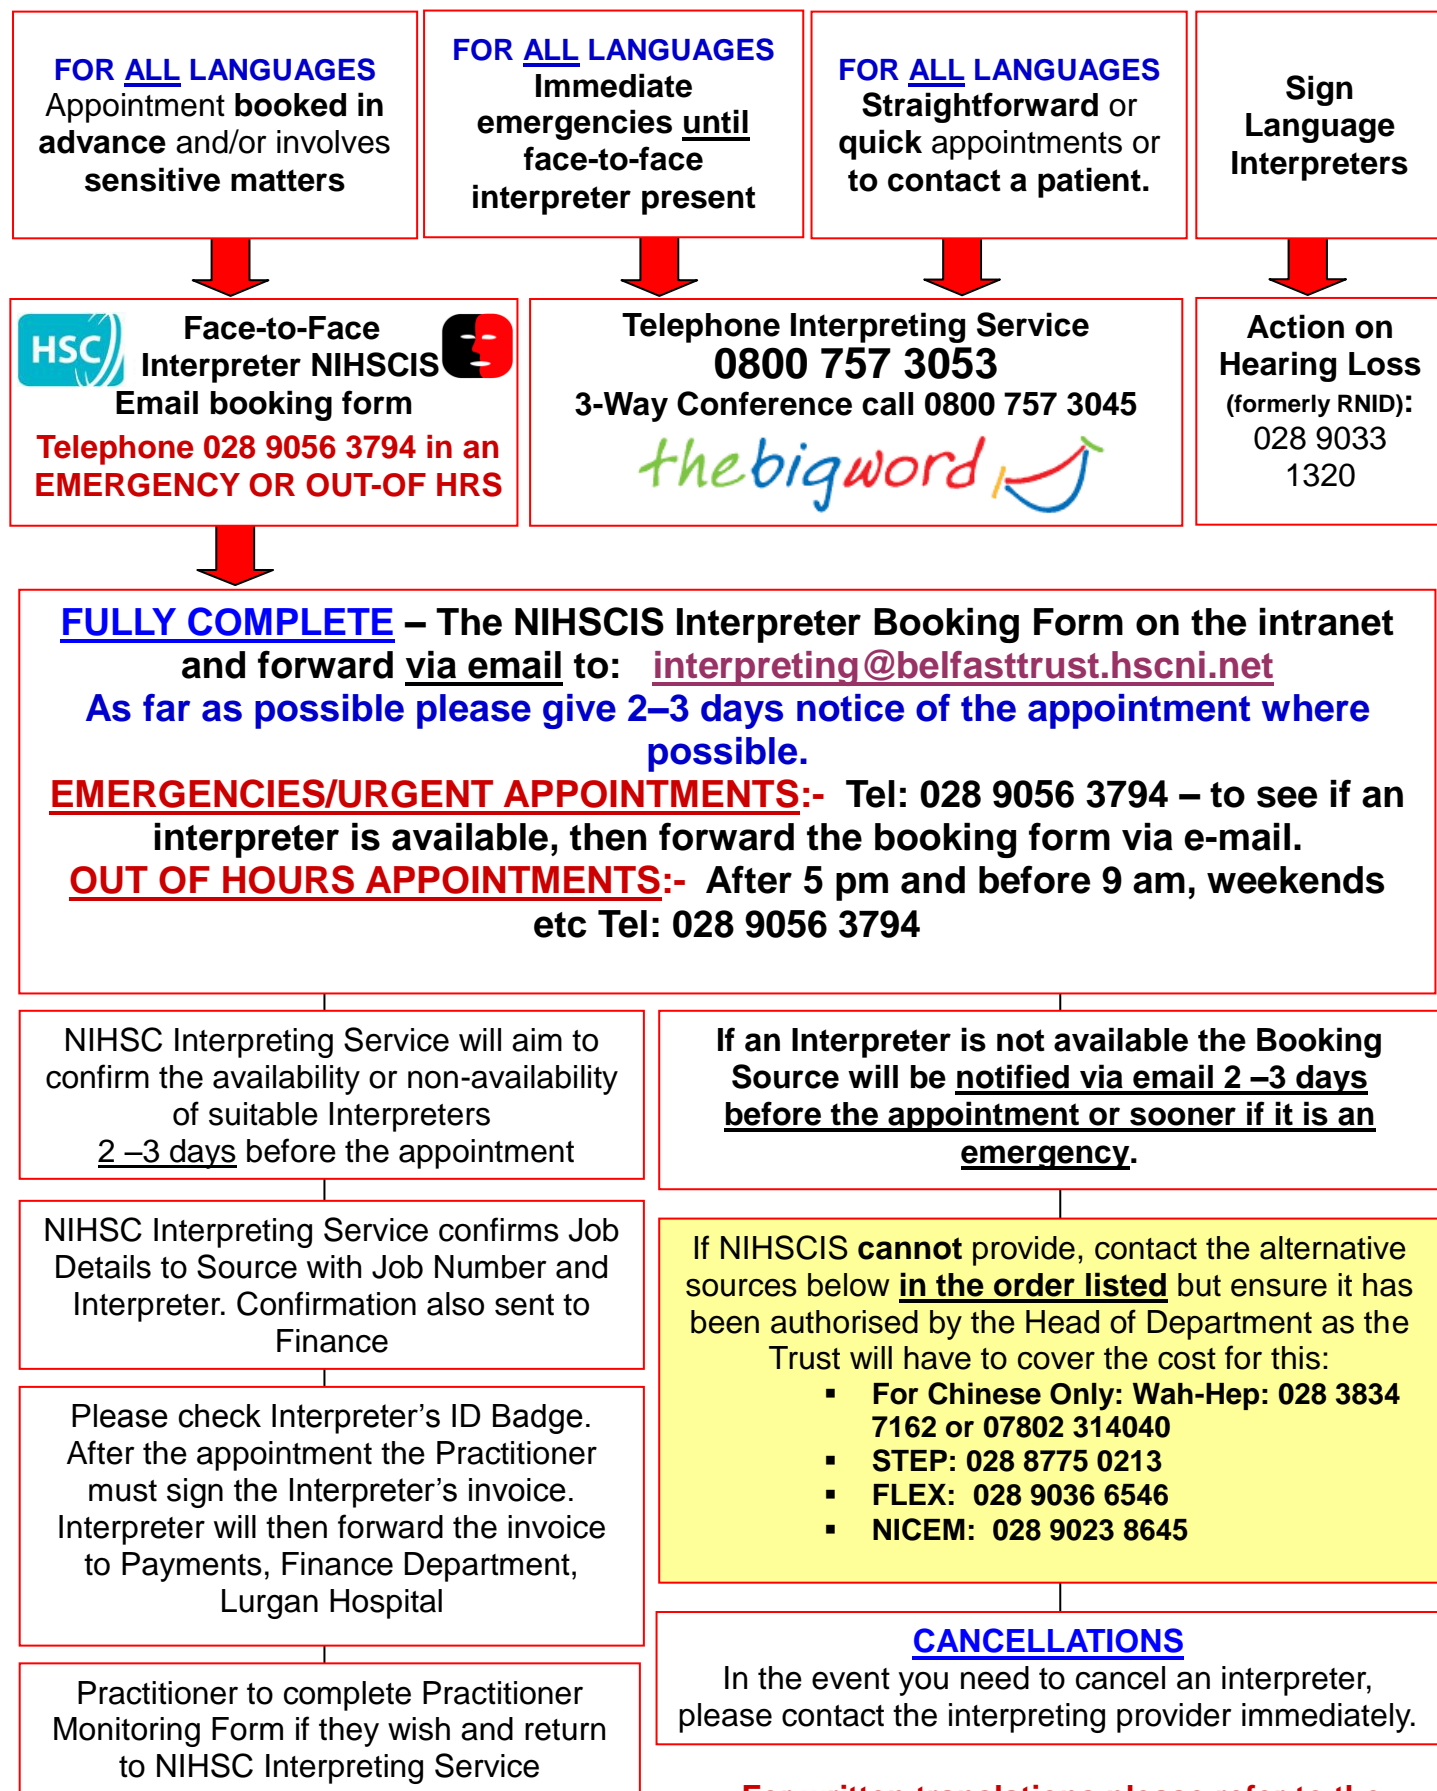 FOR ALL LANGUAGES
Appointment booked in
advance and/or involves
sensitive matters
FOR ALL LANGUAGES
Immediate
emergencies until
face-to-face
interpreter present
FOR ALL LANGUAGES
Straightforward or
quick appointments or
to contact a patient.
Sign
Language
Interpreters
HSC
Face-to-Face
Interpreter NIHSCIS
Email booking form
Telephone 028 9056 3794 in an
EMERGENCY OR OUT-OF HRS
Telephone Interpreting Service
0800 757 3053
3-Way Conference call 0800 757 3045
thebigword
Action on
Hearing Loss
(formerly RNID):
028 9033
1320
FULLY COMPLETE – The NIHSCIS Interpreter Booking Form on the intranet
and forward via email to: interpreting@belfasttrust.hscni.net
As far as possible please give 2–3 days notice of the appointment where
possible.
EMERGENCIES/URGENT APPOINTMENTS:- Tel: 028 9056 3794 – to see if an
interpreter is available, then forward the booking form via e-mail.
OUT OF HOURS APPOINTMENTS:- After 5 pm and before 9 am, weekends
etc Tel: 028 9056 3794
NIHSC Interpreting Service will aim to
confirm the availability or non-availability
of suitable Interpreters
2 –3 days before the appointment
NIHSC Interpreting Service confirms Job
Details to Source with Job Number and
Interpreter. Confirmation also sent to
Finance
Please check Interpreter’s ID Badge.
After the appointment the Practitioner
must sign the Interpreter’s invoice.
Interpreter will then forward the invoice
to Payments, Finance Department,
Lurgan Hospital
Practitioner to complete Practitioner
Monitoring Form if they wish and return
to NIHSC Interpreting Service
If an Interpreter is not available the Booking
Source will be notified via email 2 –3 days
before the appointment or sooner if it is an
emergency.
If NIHSCIS cannot provide, contact the alternative
sources below in the order listed but ensure it has
been authorised by the Head of Department as the
Trust will have to cover the cost for this:
▪ For Chinese Only: Wah-Hep: 028 3834
7162 or 07802 314040
▪ STEP: 028 8775 0213
▪ FLEX: 028 9036 6546
▪ NICEM: 028 9023 8645
CANCELLATIONS
In the event you need to cancel an interpreter,
please contact the interpreting provider immediately.
For written translations please refer to the